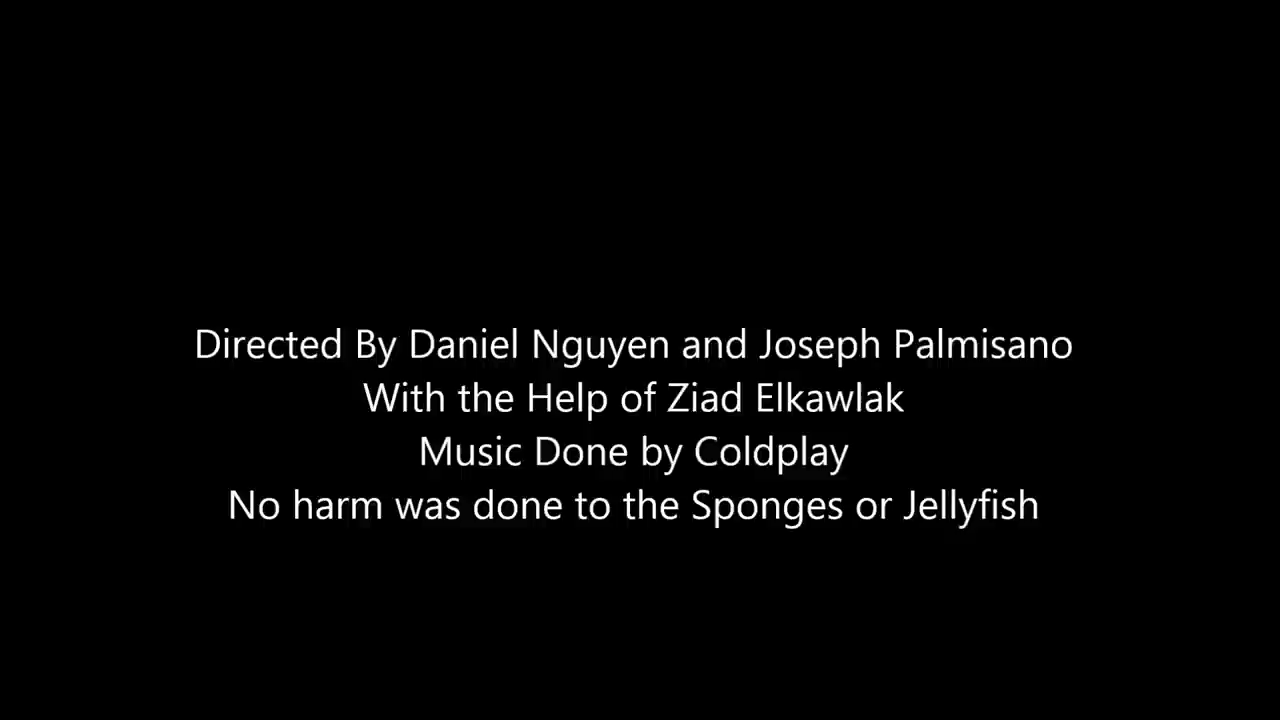 Directed By Daniel Nguyen and Joseph Palmisano
With the Help of Ziad Elkawlak
Music Done by Coldplay
No harm was done to the Sponges or Jellyfish